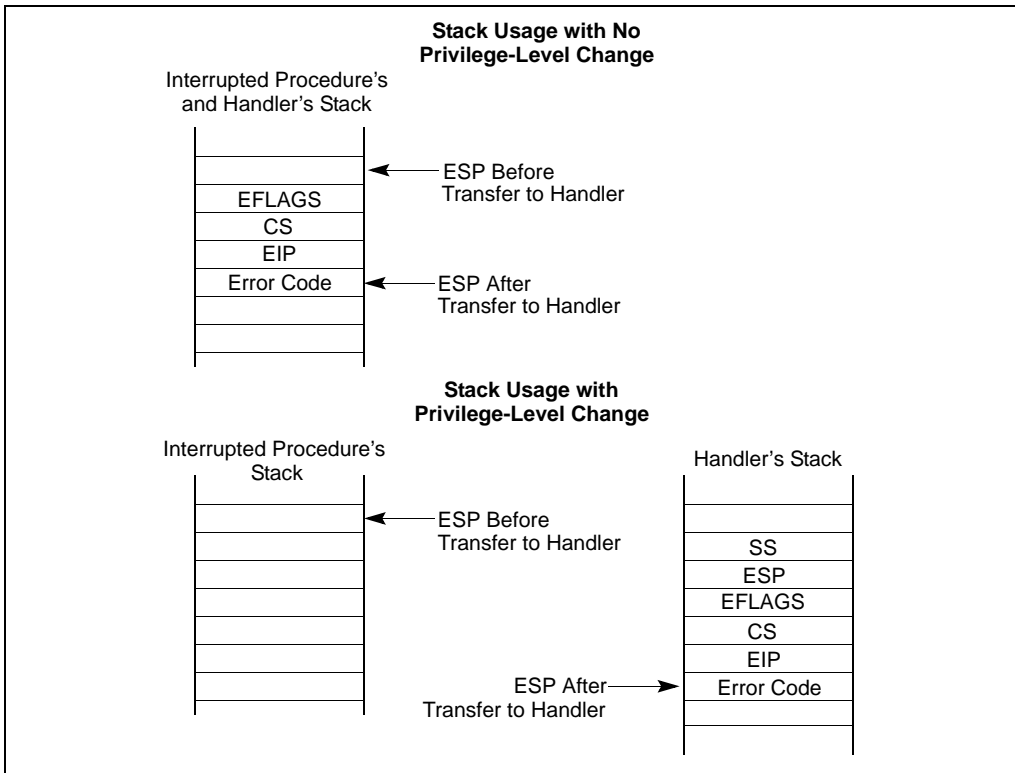 Stack Usage with No
Privilege-Level Change
Interrupted Procedure’s
and Handler’s Stack
ESP Before
Transfer to Handler
EFLAGS
CS
EIP
Error Code
ESP After
Transfer to Handler
Stack Usage with
Privilege-Level Change
Interrupted Procedure’s
Stack
Handler’s Stack
ESP Before
Transfer to Handler
SS
ESP
EFLAGS
CS
EIP
ESP After
Transfer to Handler
Error Code